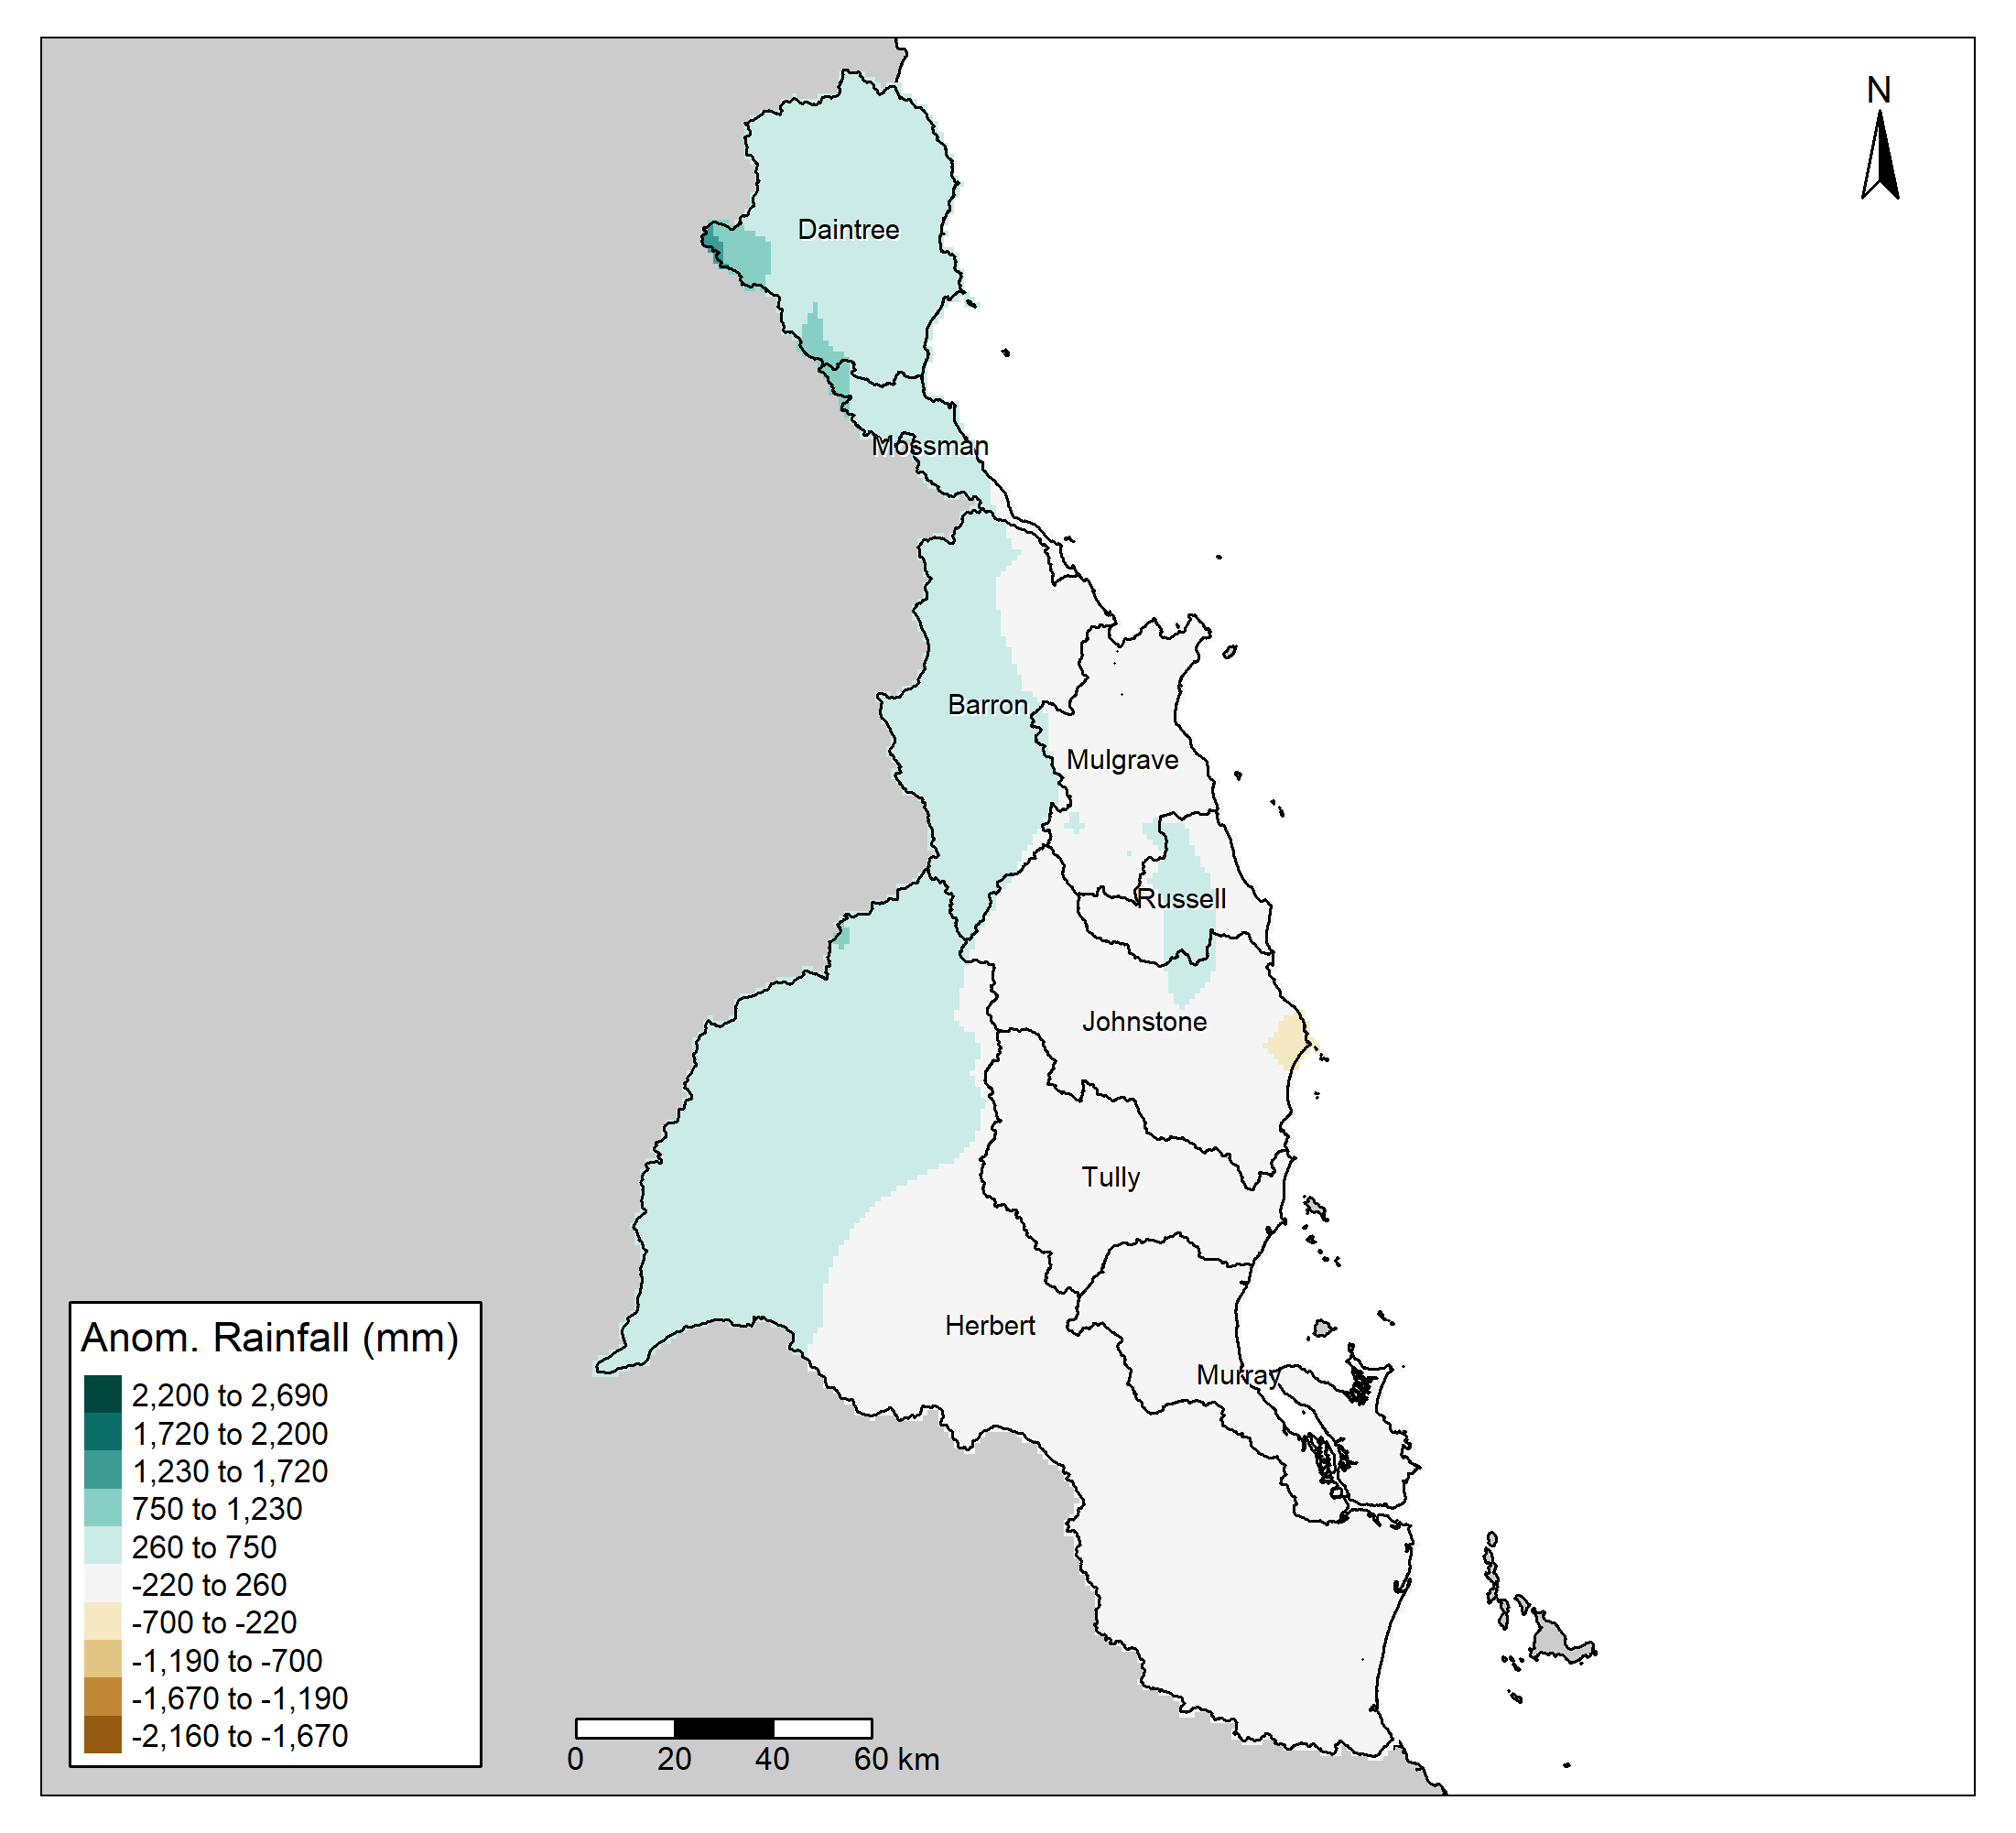 N
Daintree
Mossman
Barron
Mulgrave
Russell
Johnstone
Tully
Herbert
Murray
Anom. Rainfall (mm)
2,200 to 2,690
1,720 to 2,200
1,230 to 1,720
750 to 1,230
260 to 750
-220 to 260
-700 to -220
-1,190 to -700
-1,670 to -1,190
-2,160 to -1,670
0 20 40 60 km